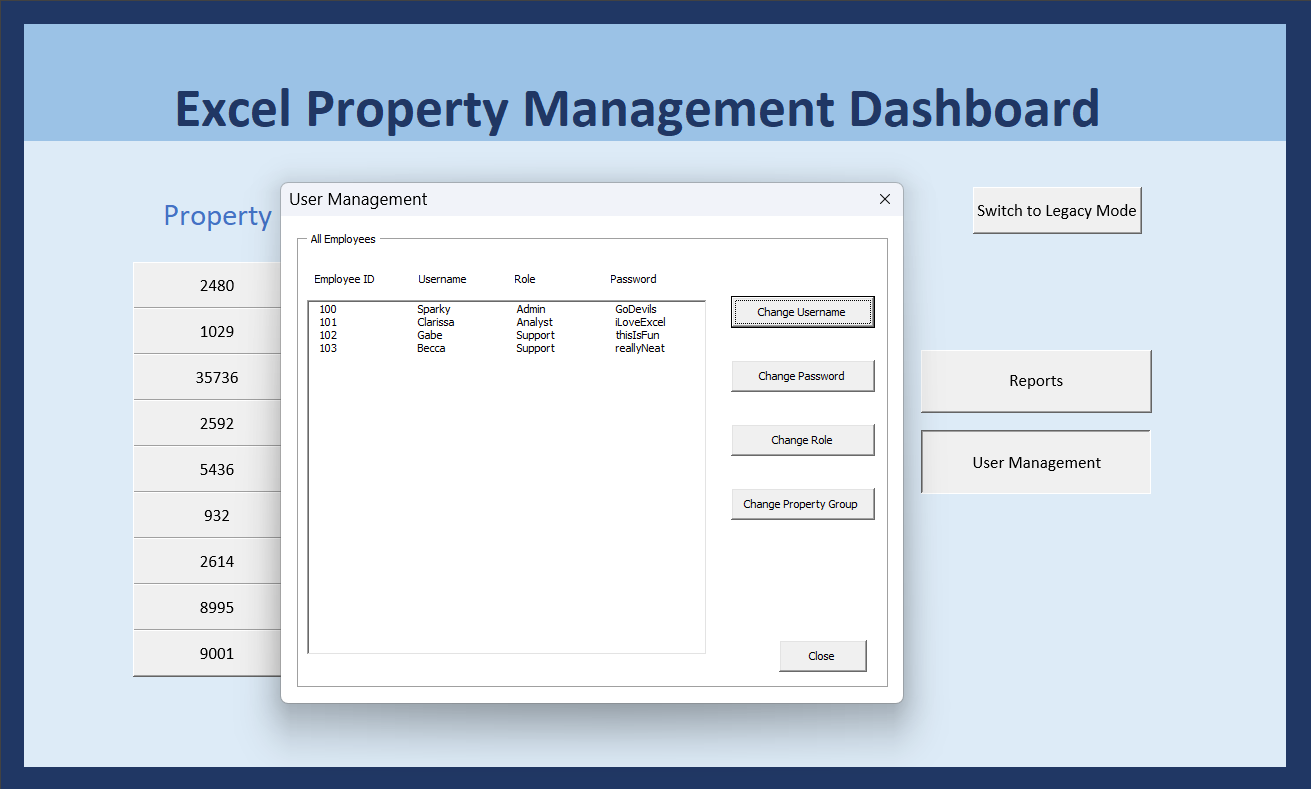 Excel Property Management Dashboard
Property
2480
1029
35736
2592
5436
932
2614
8995
9001
User Management
All Employees
Employee ID Username Role Password
100 Sparky Admin GoDevils
101 Clarissa Analyst iLoveExcel
102 Gabe Support thisIsFun
103 Becca Support reallyNeat
Change Username
Change Password
Change Role
Change Property Group
Close
Switch to Legacy Mode
Reports
User Management